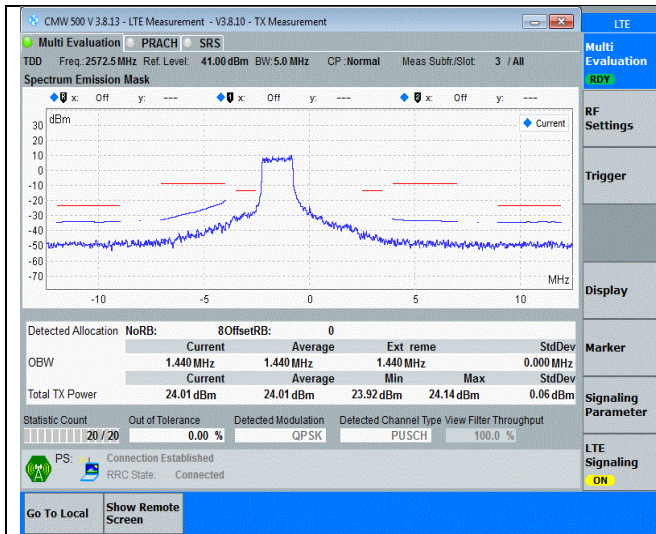 CMW 500 V 3.8.13 - LTE Measurement - V3.8.10 - TX Measurement
LTE
Multi Evaluation PRACH SRS
Multi Evaluation
RDY
TDD Freq.: 2572.5 MHz Ref. Level: 41.00 dBm BW: 5.0 MHz CP : Normal Meas Subfr./Slot: 3 / All
Spectrum Emission Mask
x: Off y: --- x: Off y: --- x: Off y: ---
dBm
Current
30
20
10
0
-10
-20
-30
-40
-50
-60
-70
MHz
-10 -5 0 5 10
Detected Allocation NoRB: 8 OffsetRB: 0
Current Average Ext reme StdDev
OBW 1.440 MHz 1.440 MHz 1.440 MHz 0.000 MHz
Current Average Min Max StdDev
Total TX Power 24.01 dBm 24.01 dBm 23.92 dBm 24.14 dBm 0.06 dBm
Statistic Count Out of Tolerance Detected Modulation Detected Channel Type View Filter Throughput
20 / 20 0.00 % QPSK PUSCH 100.0 %
PS: Connection Established
RRC State: Connected
RF Settings
Trigger
Display
Marker
Signaling Parameter
LTE Signaling
ON
Go To Local
Show Remote Screen